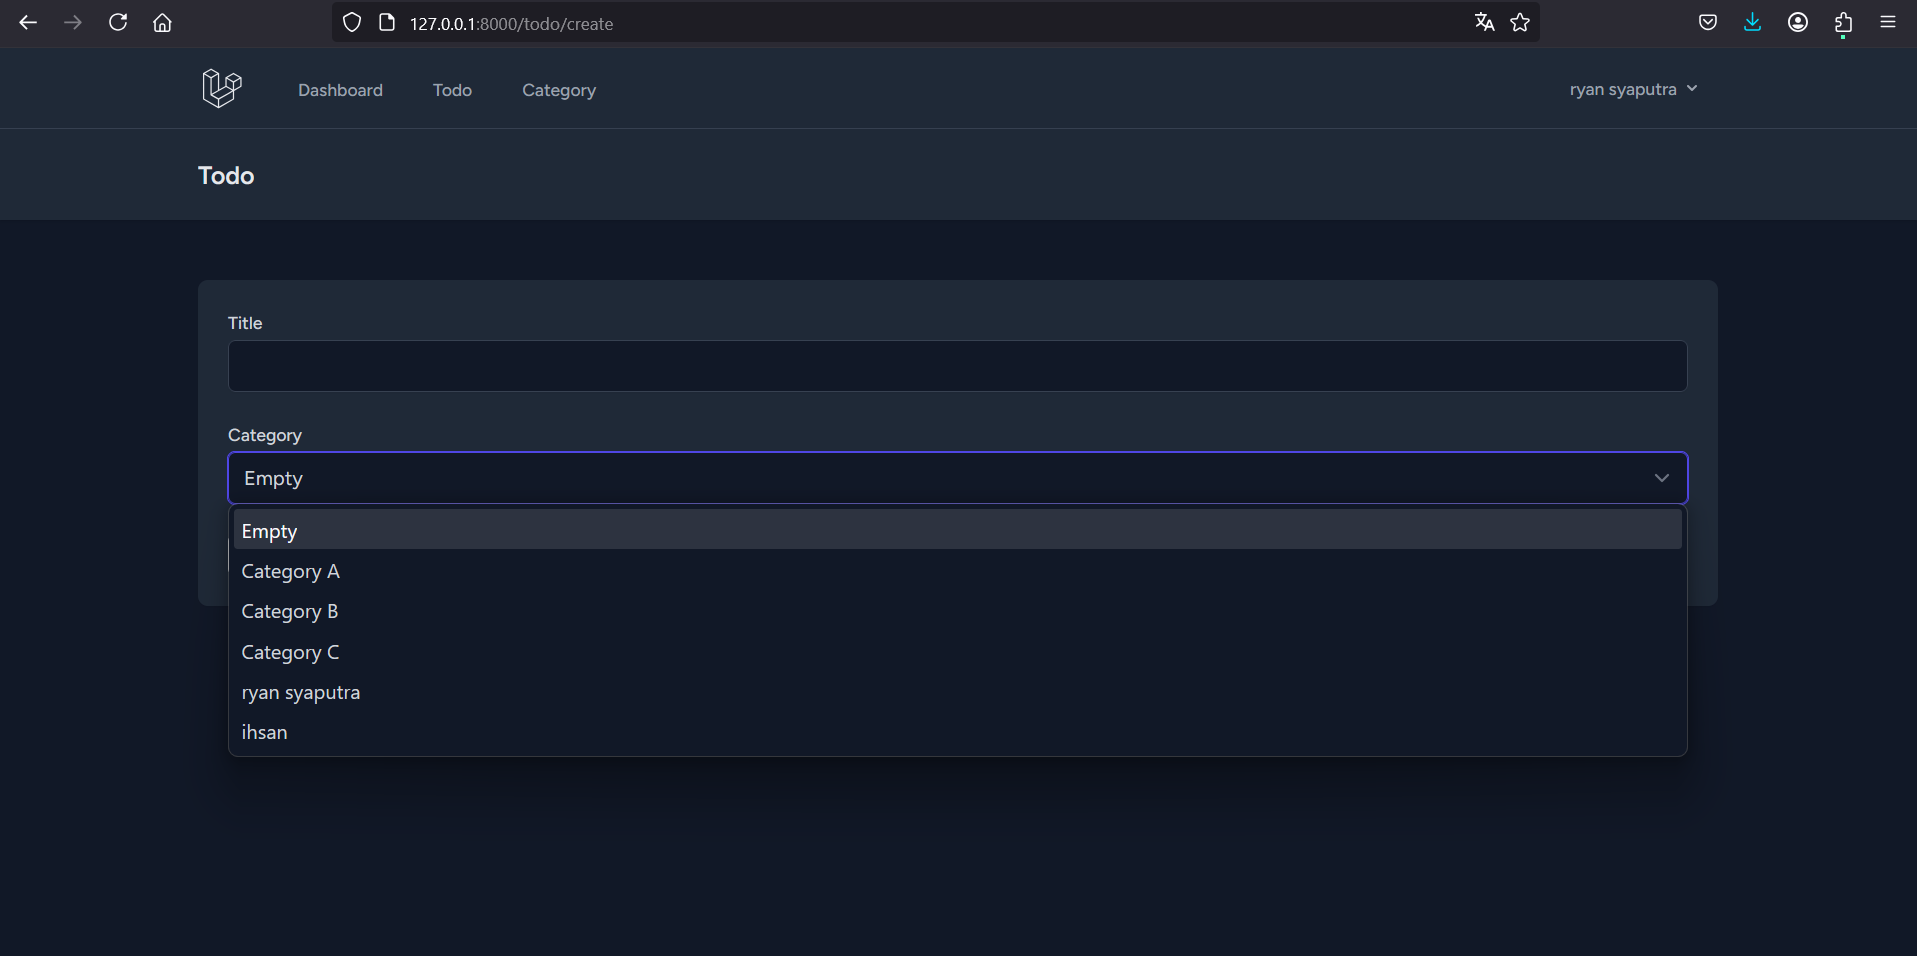 127.0.0.1:8000/todo/create
Dashboard Todo Category ryan syaputra
Todo
Title
Category
Empty
Empty
Category A
Category B
Category C
ryan syaputra
ihsan